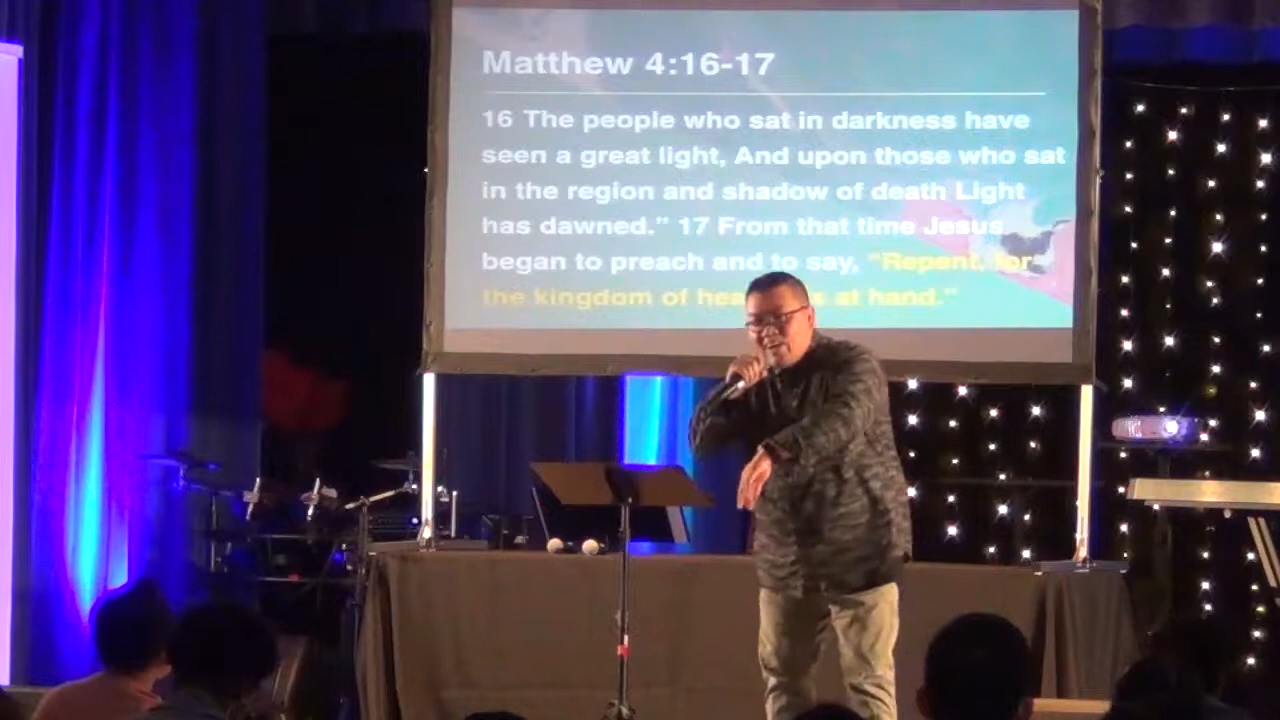 Matthew 4:16-17
16 The people who sat in darkness have
seen a great light, And upon those who sat
in the region and shadow of death Light
has dawned.” 17 From that time Jesus
began to preach and to say, “Repent, for
the kingdom of at hand.”